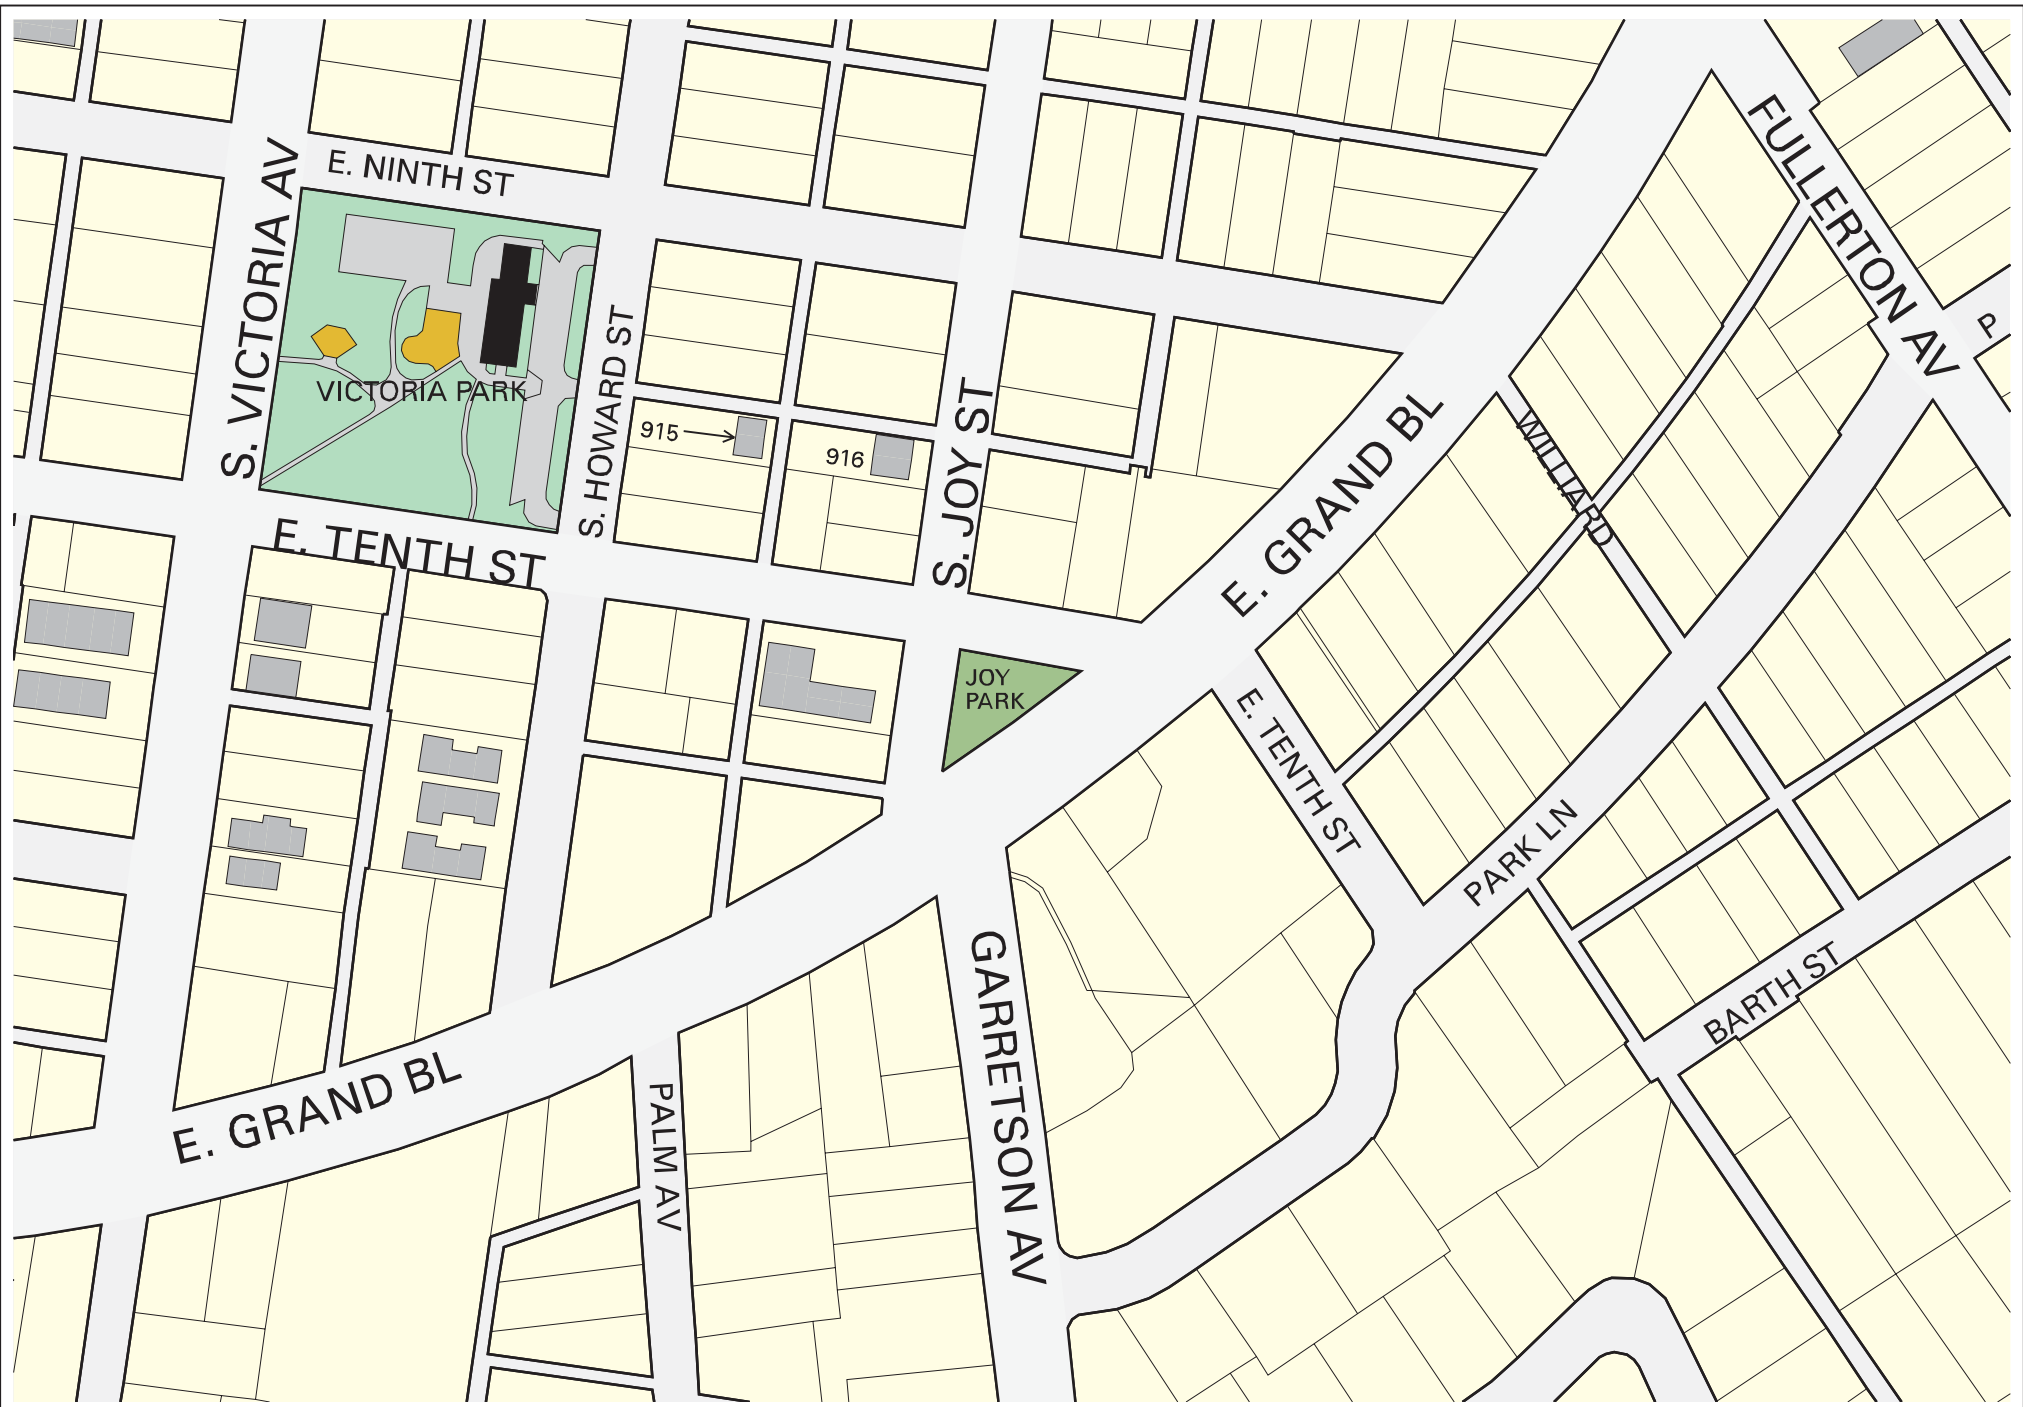 E. NINTH ST
FULLERTON AV
S. VICTORIA AV
P
VICTORIA PARK
S. HOWARD ST
915
916
S. JOY ST
E. GRAND BL
WILLIARD
E. TENTH ST
JOY
PARK
E. TENTH ST
PARK LN
BARTH ST
GARRETSON AV
E. GRAND BL
PALM AV